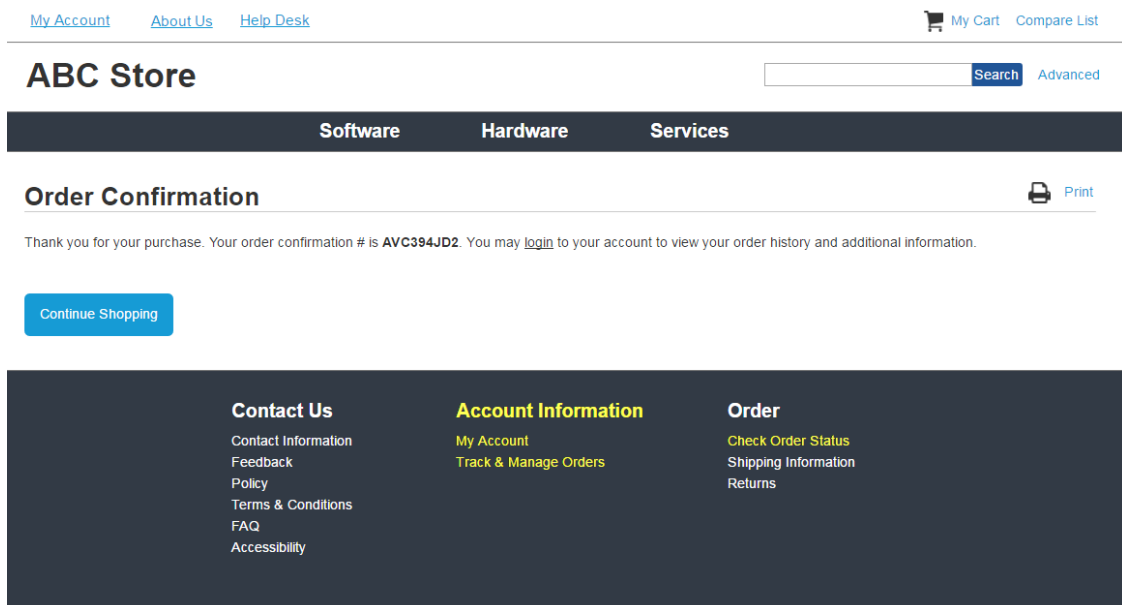 My Account About Us Help Desk My Cart Compare List
ABC Store Search Advanced
Software Hardware Services
Order Confirmation Print
Thank you for your purchase. Your order confirmation # is AVC394JD2. You may login to your account to view your order history and additional information.
Continue Shopping
Contact Us Account Information Order
Contact Information My Account Check Order Status
Feedback Track & Manage Orders Shipping Information
Policy Returns
Terms & Conditions
FAQ
Accessibility